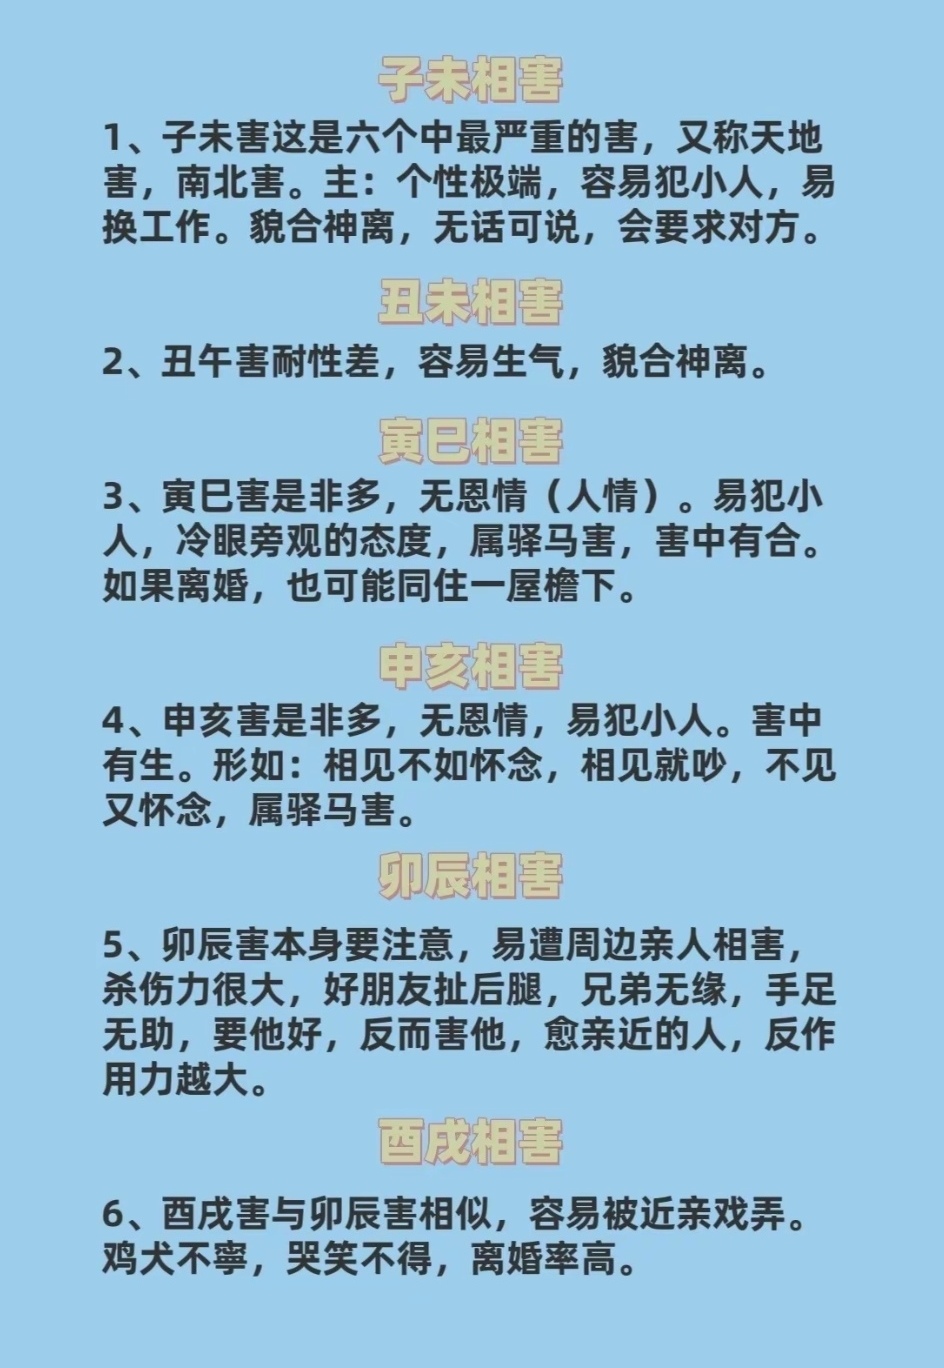 子未相害
1、子未害这是六个中最严重的害，又称天地
害，南北害。主：个性极端，容易犯小人，易
换工作。貌合神离，无话可说，会要求对方。
丑未相害
2、丑午害耐性差，容易生气，貌合神离。
寅巳相害
3、寅巳害是非多，无恩情（人情）。易犯小
人，冷眼旁观的态度，属驿马害，害中有合。
如果离婚，也可能同住一屋檐下。
申亥相害
4、申亥害是非多，无恩情，易犯小人。害中
有生。形如：相见不如怀念，相见就吵，不见
又怀念，属驿马害。
卯辰相害
5、卯辰害本身要注意，易遭周边亲人相害，
杀伤力很大，好朋友扯后腿，兄弟无缘，手足
无助，要他好，反而害他，愈亲近的人，反作
用力越大。
酉戌相害
6、酉戌害与卯辰害相似，容易被近亲戏弄。
鸡犬不寧，哭笑不得，离婚率高。